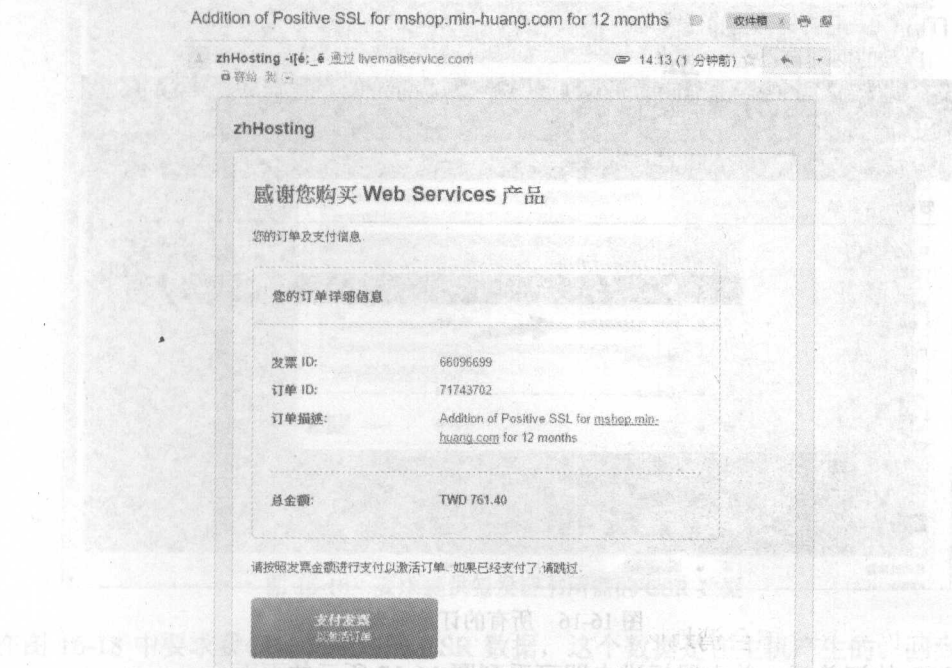 Addition of Positive SSL for mshop.min-huang.com for 12 months
收件箱 x
zhHosting 通过 livemailservice.com
14:13 (1 分钟前)
寄给 我
zhHosting
感谢您购买 Web Services 产品
您的订单及支付信息
您的订单详细信息
发票 ID: 66096699
订单 ID: 71743702
订单描述: Addition of Positive SSL for mshop.min-
huang.com for 12 months
总金额: TWD 761.40
请按照发票金额进行支付以激活订单. 如果已经支付了,请跳过.
支付发票
以激活订单